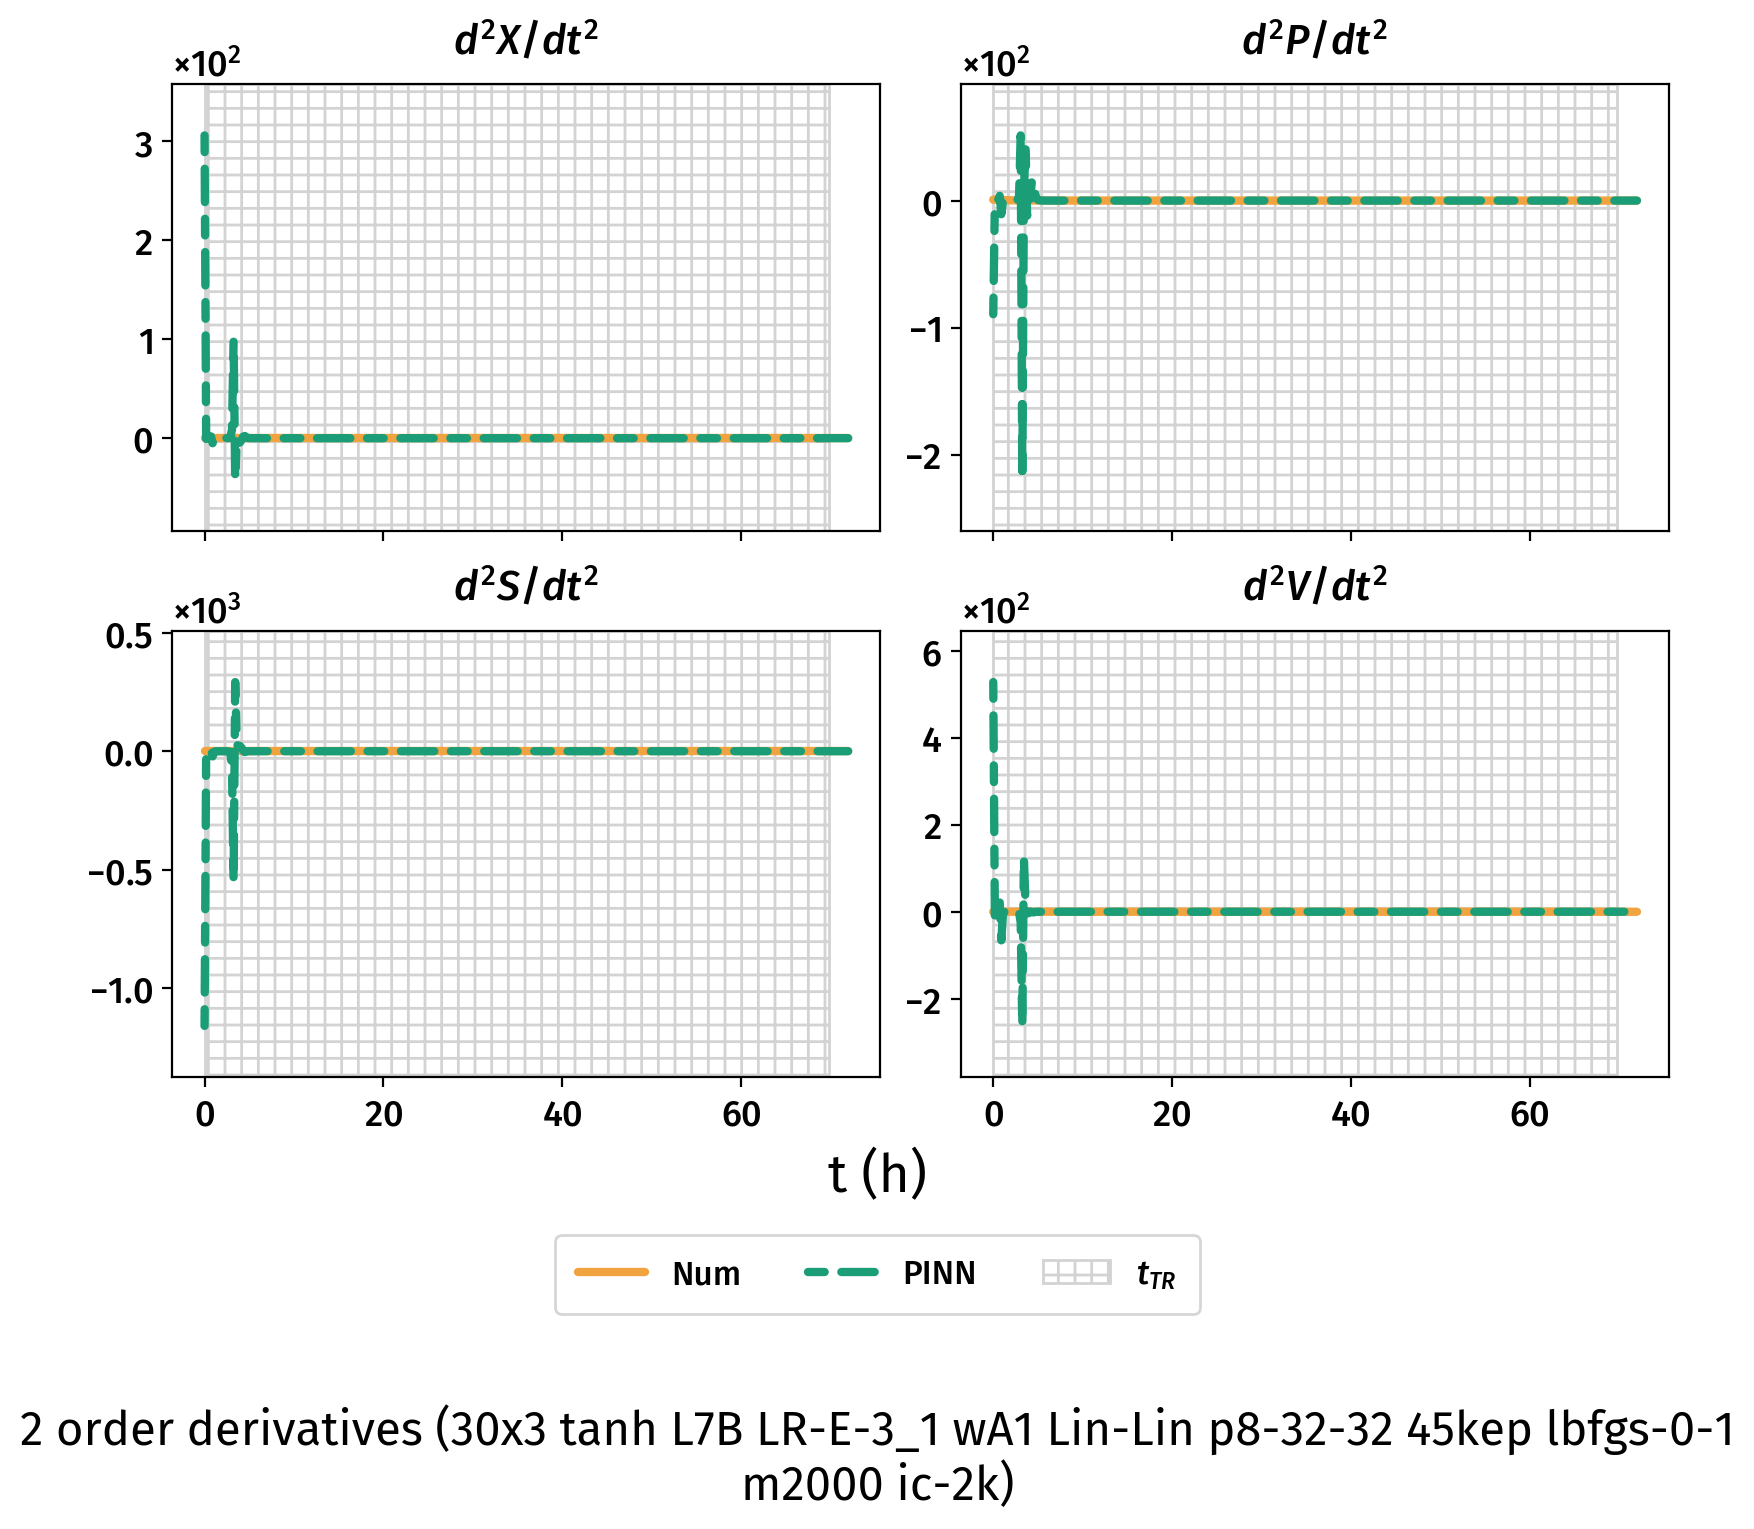 d²X/dt²
×10²
3
2
1
0
d²P/dt²
×10²
0
−1
−2
d²S/dt²
×10³
0.5
0.0
−0.5
−1.0
0 20 40 60
d²V/dt²
×10²
6
4
2
0
−2
0 20 40 60
t (h)
Num PINN t_TR
2 order derivatives (30x3 tanh L7B LR-E-3_1 wA1 Lin-Lin p8-32-32 45kep lbfgs-0-1
m2000 ic-2k)